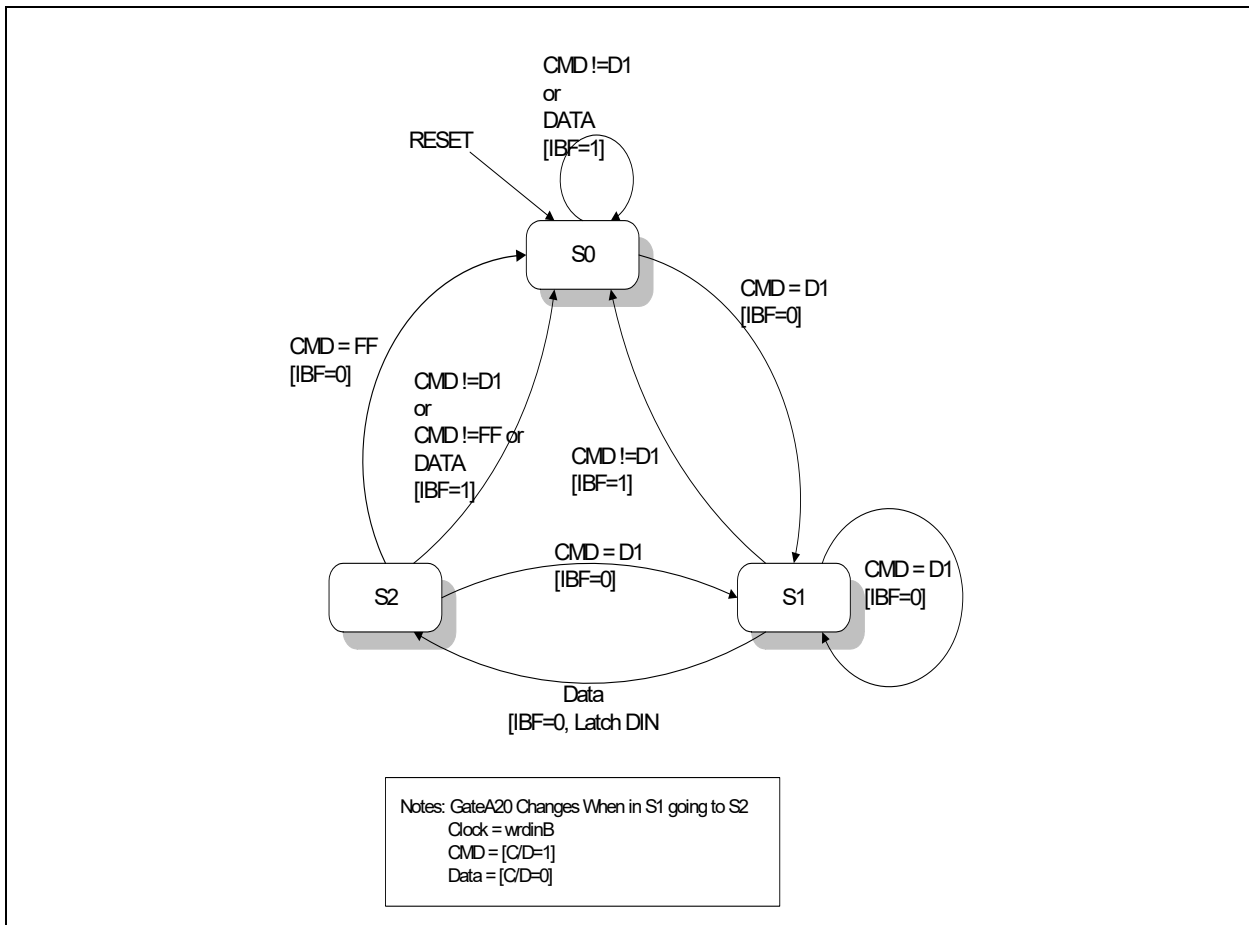 CMD !=D1
or
DATA
[IBF=1]
RESET
S0
CMD = D1
[IBF=0]
CMD = FF
[IBF=0]
CMD !=D1
or
CMD !=FF or
DATA
[IBF=1]
CMD !=D1
[IBF=1]
CMD = D1
[IBF=0]
CMD = D1
[IBF=0]
S2
S1
Data
[IBF=0, Latch DIN
Notes: GateA20 Changes When in S1 going to S2
Clock = wrdinB
CMD = [C/D=1]
Data = [C/D=0]